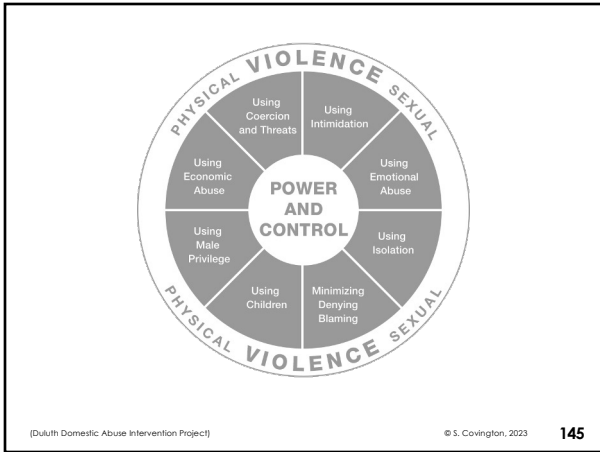 PHYSICAL VIOLENCE SEXUAL
Using
Coercion
and Threats
Using
Intimidation
Using
Emotional
Abuse
Using
Isolation
Minimizing
Denying
Blaming
Using
Children
Using
Male
Privilege
Using
Economic
Abuse
POWER
AND
CONTROL
PHYSICAL VIOLENCE SEXUAL
(Duluth Domestic Abuse Intervention Project)
© S. Covington, 2023
145